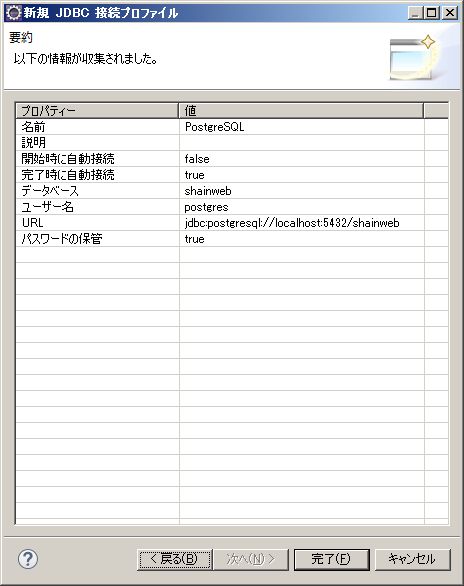 新規 JDBC 接続プロファイル
要約
以下の情報が収集されました。
プロパティー 値
名前 PostgreSQL
説明
開始時に自動接続 false
完了時に自動接続 true
データベース shainweb
ユーザー名 postgres
URL jdbc:postgresql://localhost:5432/shainweb
パスワードの保管 true
< 戻る(B) 次へ(N) > 完了(F) キャンセル